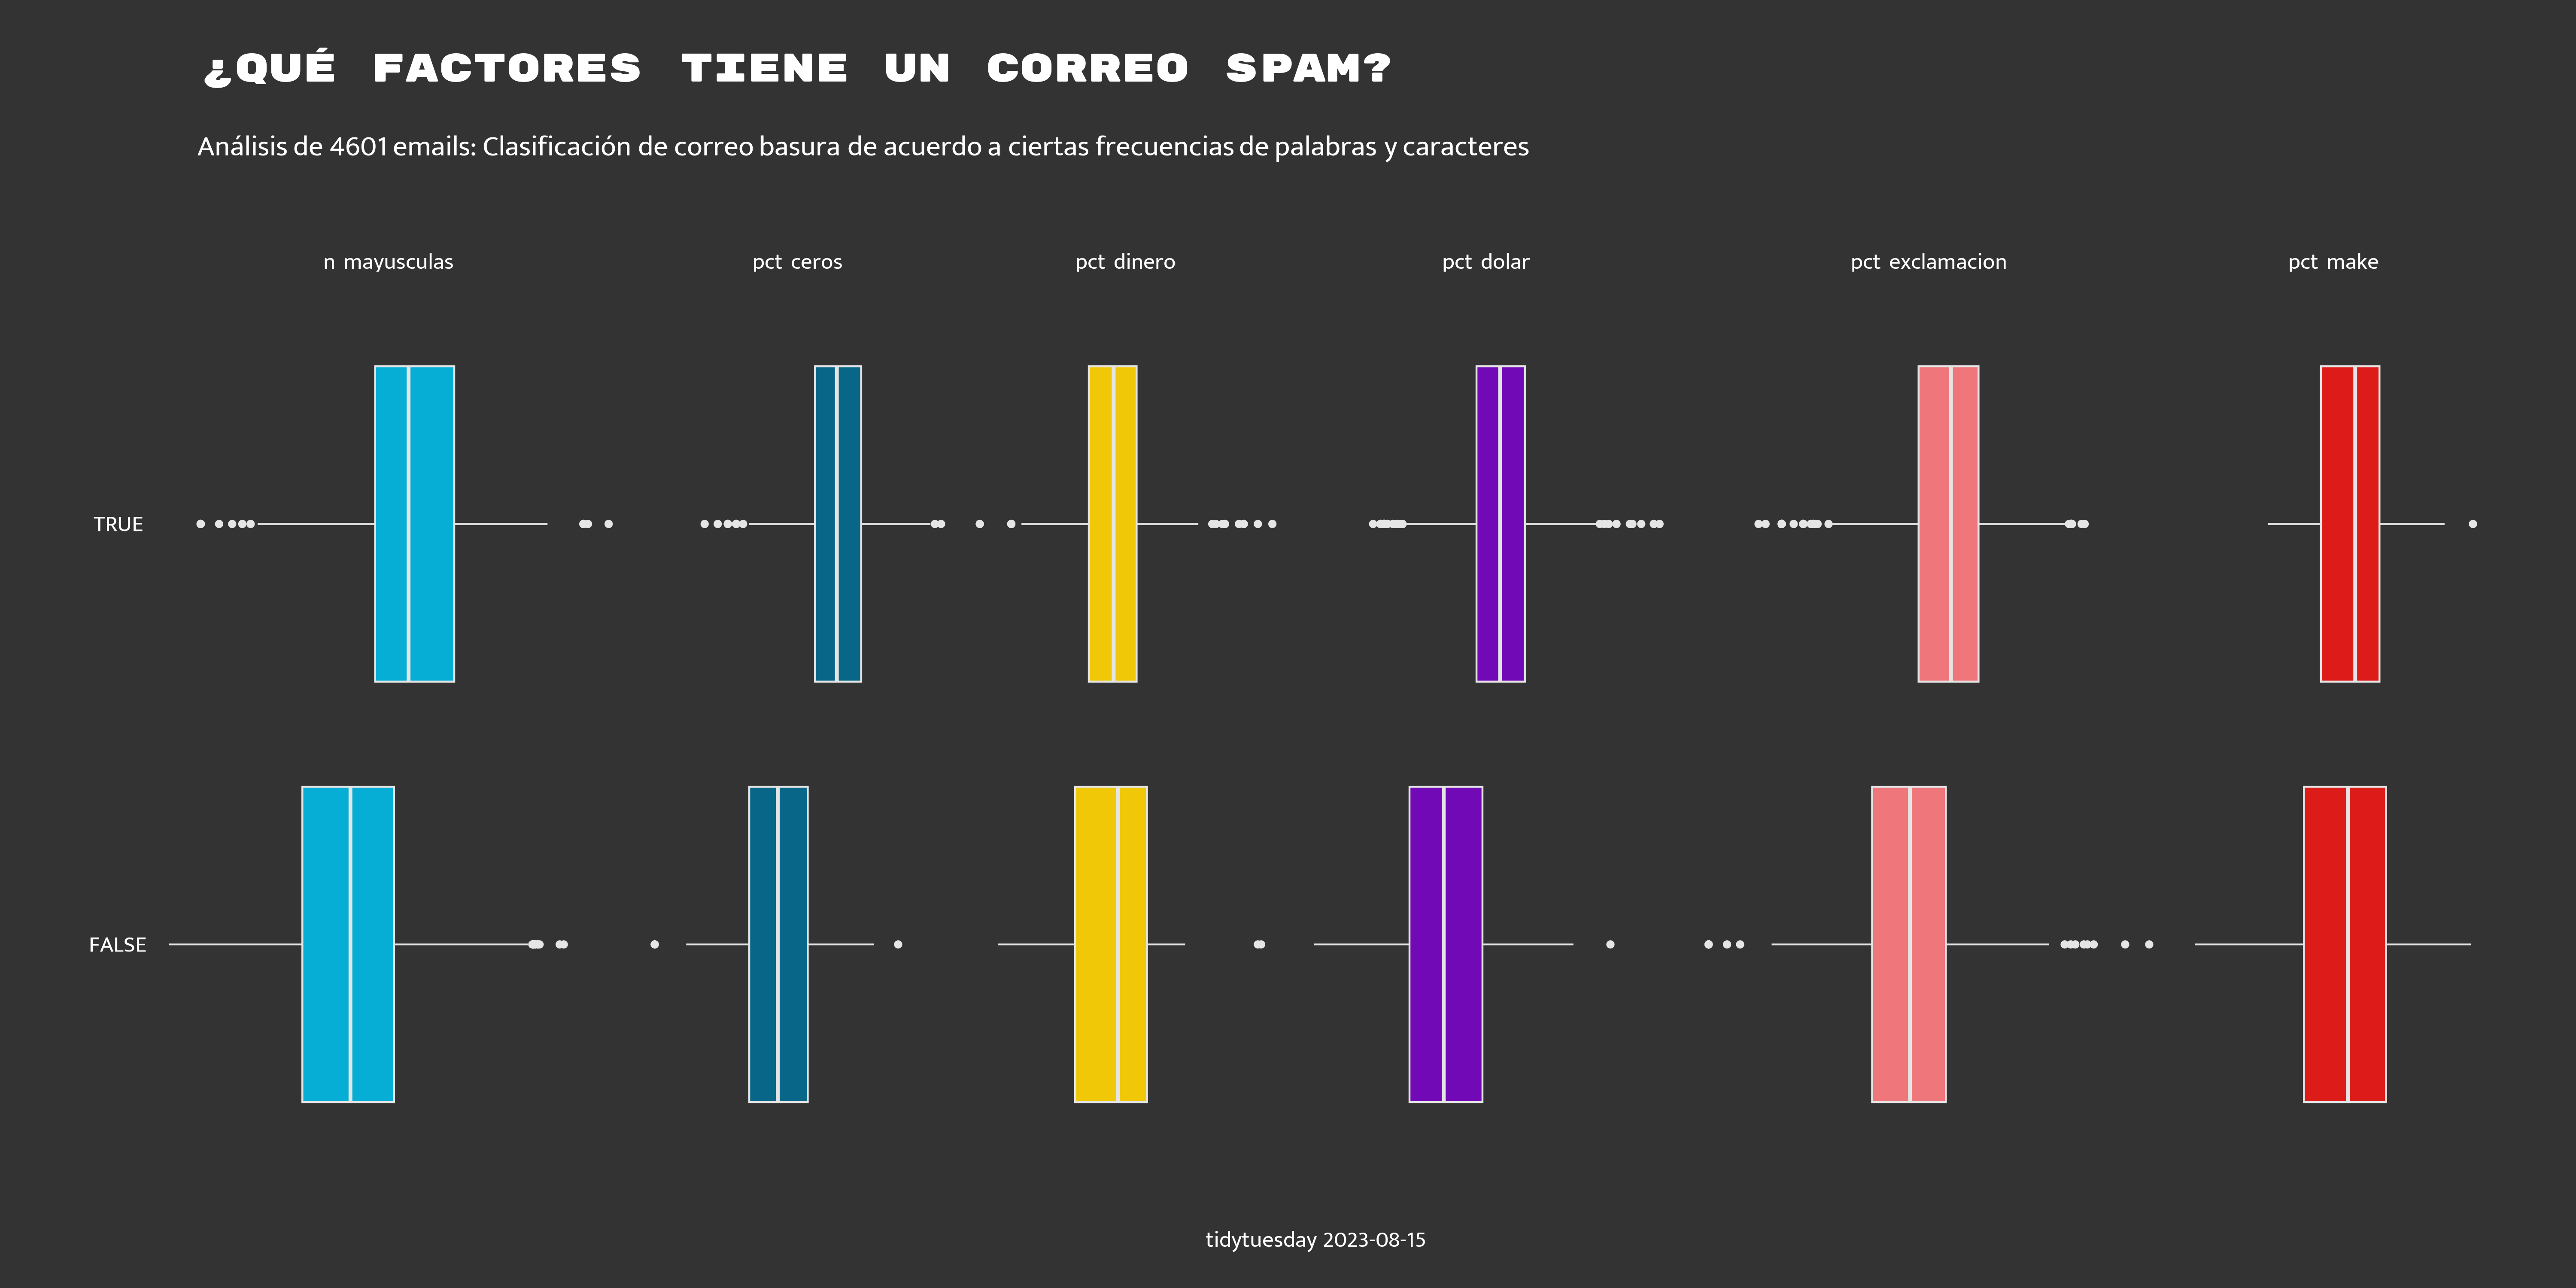 ¿QUÉ FACTORES TIENE UN CORREO SPAM?
Análisis de 4601 emails: Clasificación de correo basura de acuerdo a ciertas frecuencias de palabras y caracteres
n mayusculas pct ceros pct dinero pct dolar pct exclamacion pct make
TRUE
FALSE
tidytuesday 2023-08-15